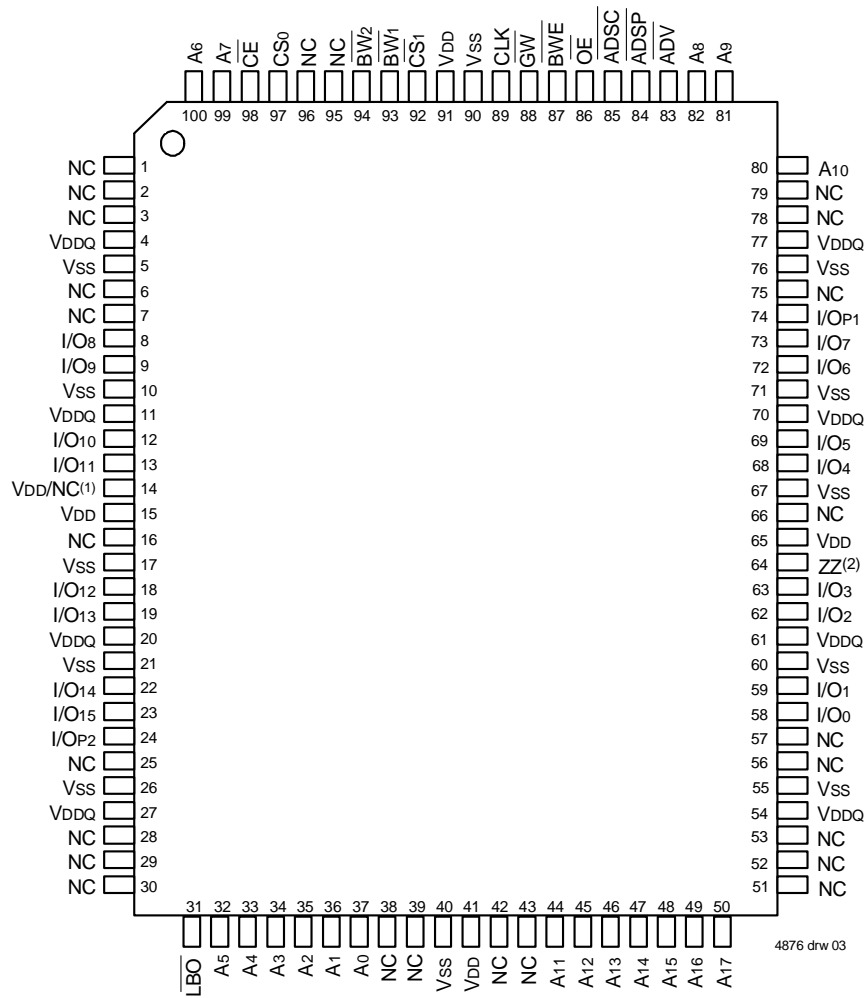 A6 A7 CE CS0 NC NC BW2 BW1 CS1 VDD VSS CLK GW BWE OE ADSC ADSP ADV A8 A9
100 99 98 97 96 95 94 93 92 91 90 89 88 87 86 85 84 83 82 81
NC 1 80 A10
NC 2 79 NC
NC 3 78 NC
VDDQ 4 77 VDDQ
VSS 5 76 VSS
NC 6 75 NC
NC 7 74 I/OP1
I/O8 8 73 I/O7
I/O9 9 72 I/O6
VSS 10 71 VSS
VDDQ 11 70 VDDQ
I/O10 12 69 I/O5
I/O11 13 68 I/O4
VDD/NC(1) 14 67 VSS
VDD 15 66 NC
NC 16 65 VDD
VSS 17 64 ZZ(2)
I/O12 18 63 I/O3
I/O13 19 62 I/O2
VDDQ 20 61 VDDQ
VSS 21 60 VSS
I/O14 22 59 I/O1
I/O15 23 58 I/O0
I/OP2 24 57 NC
NC 25 56 NC
VSS 26 55 VSS
VDDQ 27 54 VDDQ
NC 28 53 NC
NC 29 52 NC
NC 30 51 NC
31 32 33 34 35 36 37 38 39 40 41 42 43 44 45 46 47 48 49 50
LBO A5 A4 A3 A2 A1 A0 NC NC VSS VDD NC NC A11 A12 A13 A14 A15 A16 A17
4876 drw 03